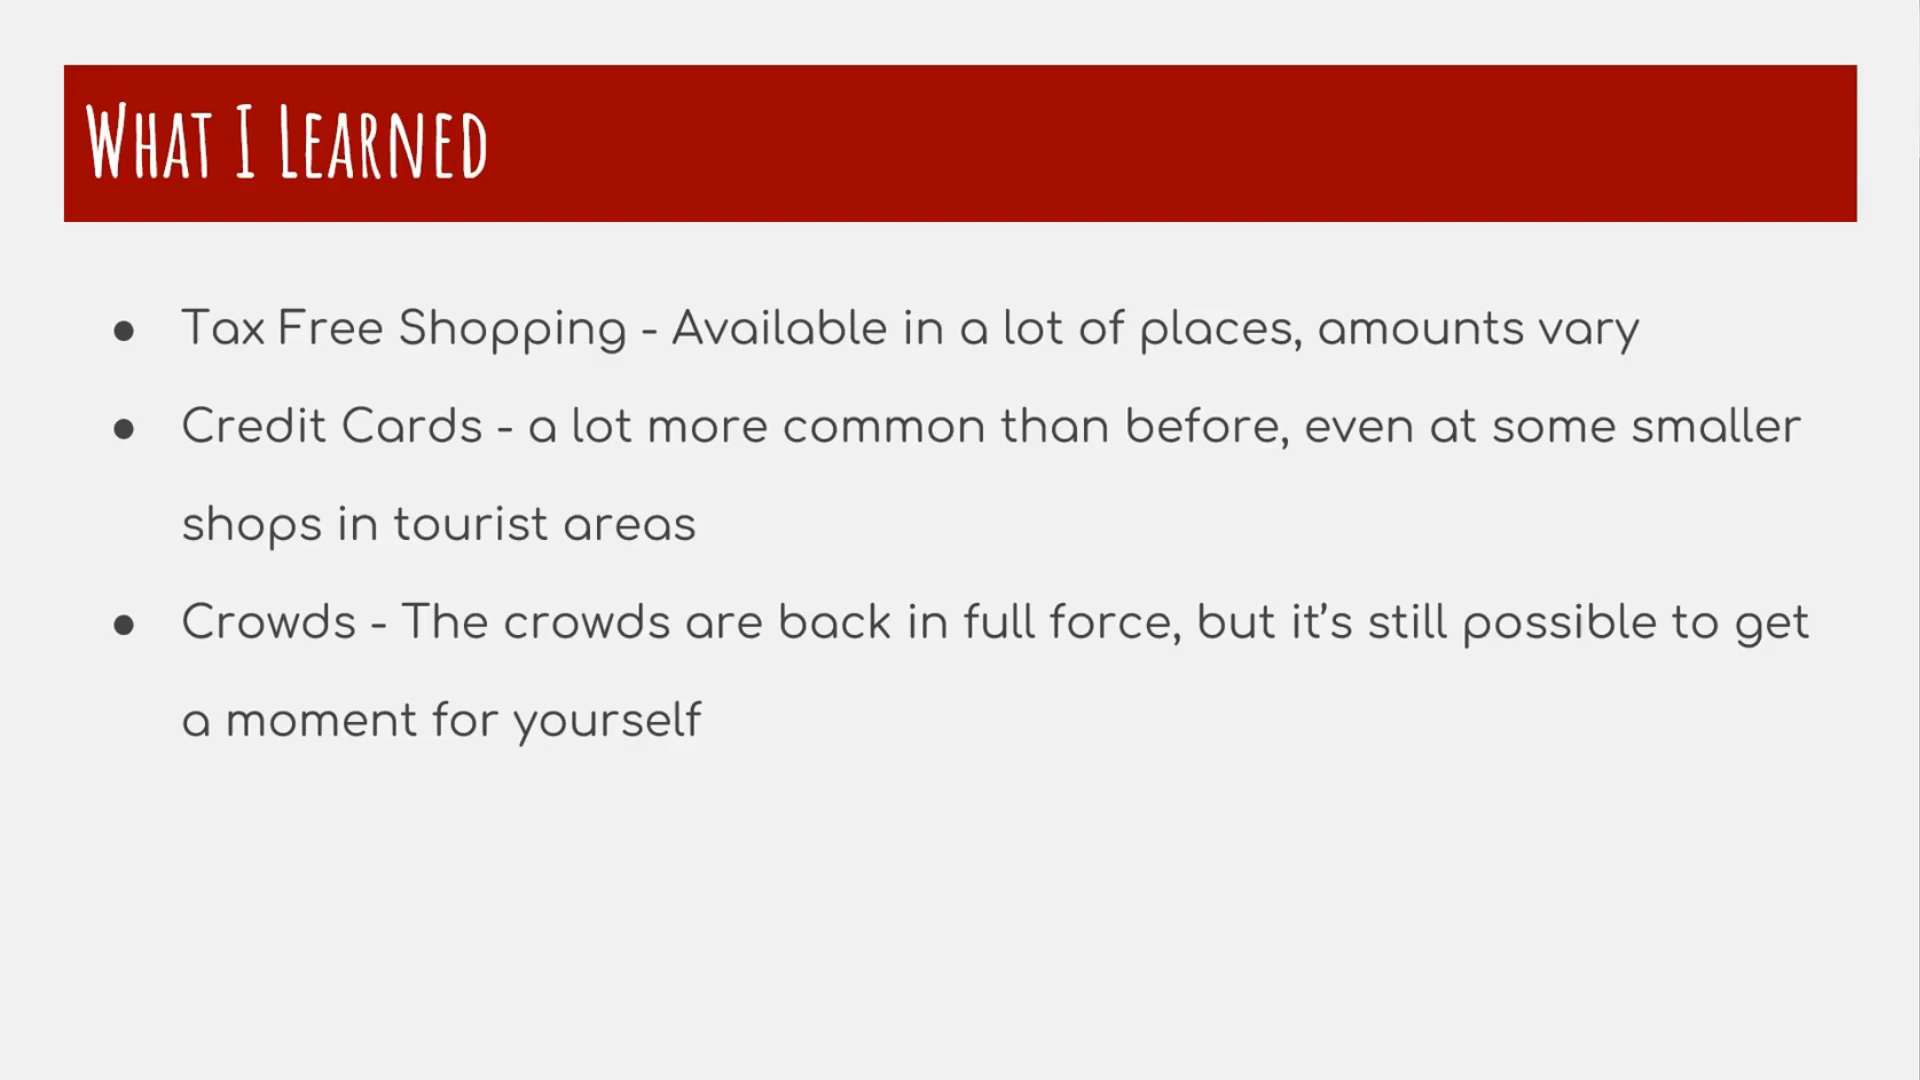 What I Learned
● Tax Free Shopping - Available in a lot of places, amounts vary
● Credit Cards - a lot more common than before, even at some smaller
shops in tourist areas
● Crowds - The crowds are back in full force, but it’s still possible to get
a moment for yourself